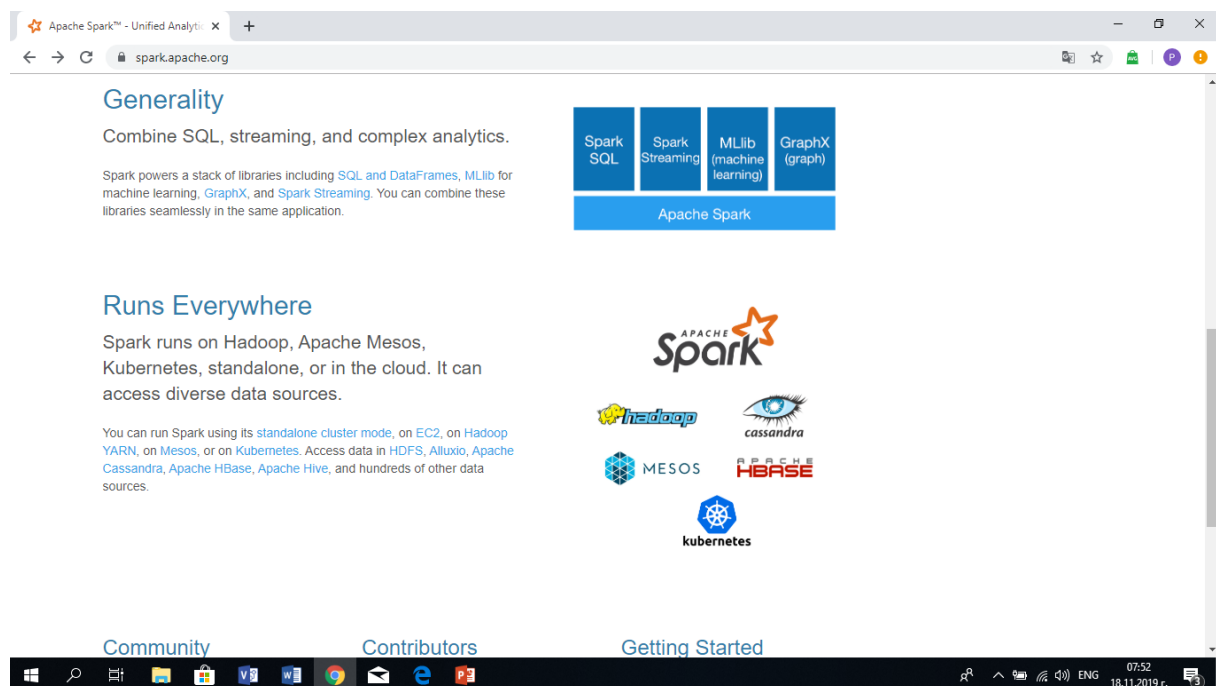 Apache Spark™ - Unified Analytic
spark.apache.org
P
Generality
Combine SQL, streaming, and complex analytics.
Spark powers a stack of libraries including SQL and DataFrames, MLlib for
machine learning, GraphX, and Spark Streaming. You can combine these
libraries seamlessly in the same application.
Spark
SQL
Spark
Streaming
MLlib
(machine
learning)
GraphX
(graph)
Apache Spark
Runs Everywhere
Spark runs on Hadoop, Apache Mesos,
Kubernetes, standalone, or in the cloud. It can
access diverse data sources.
You can run Spark using its standalone cluster mode, on EC2, on Hadoop
YARN, on Mesos, or on Kubernetes. Access data in HDFS, Alluxio, Apache
Cassandra, Apache HBase, Apache Hive, and hundreds of other data
sources.
APACHE
Spark
hadoop
cassandra
MESOS
APACHE
HBASE
kubernetes
Community
Contributors
Getting Started
ENG
07:52
18.11.2019 г.